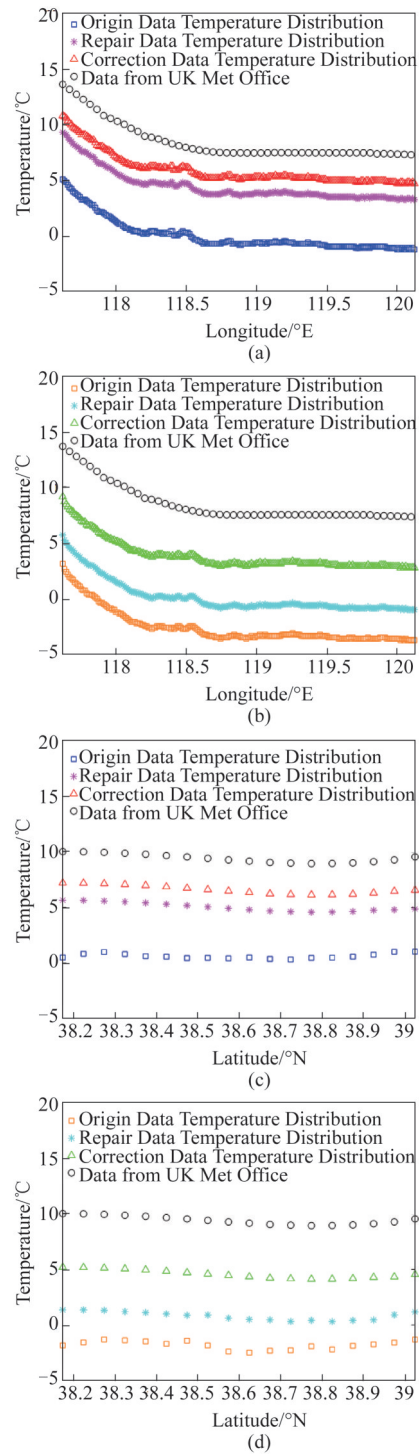 20
15
10
5
0
−5
Temperature/℃
Origin Data Temperature Distribution
Repair Data Temperature Distribution
Correction Data Temperature Distribution
Data from UK Met Office
118 118.5 119 119.5 120
Longitude/°E
(a)
20
15
10
5
0
−5
Temperature/℃
Origin Data Temperature Distribution
Repair Data Temperature Distribution
Correction Data Temperature Distribution
Data from UK Met Office
118 118.5 119 119.5 120
Longitude/°E
(b)
20
15
10
5
0
−5
Temperature/℃
Origin Data Temperature Distribution
Repair Data Temperature Distribution
Correction Data Temperature Distribution
Data from UK Met Office
38.2 38.3 38.4 38.5 38.6 38.7 38.8 38.9 39
Latitude/°N
(c)
20
15
10
5
0
−5
Temperature/℃
Origin Data Temperature Distribution
Repair Data Temperature Distribution
Correction Data Temperature Distribution
Data from UK Met Office
38.2 38.3 38.4 38.5 38.6 38.7 38.8 38.9 39
Latitude/°N
(d)